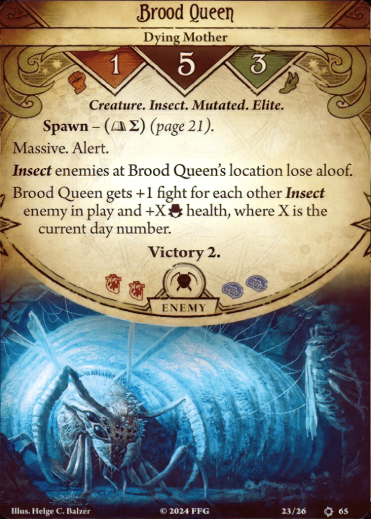 Brood Queen
Dying Mother
1 5 3
Creature. Insect. Mutated. Elite.
Spawn – (Σ) (page 21).
Massive. Alert.
Insect enemies at Brood Queen's location lose aloof.
Brood Queen gets +1 fight for each other Insect
enemy in play and +X health, where X is the
current day number.
Victory 2.
ENEMY
Illus. Helge C. Balzer © 2024 FFG 23/26 65